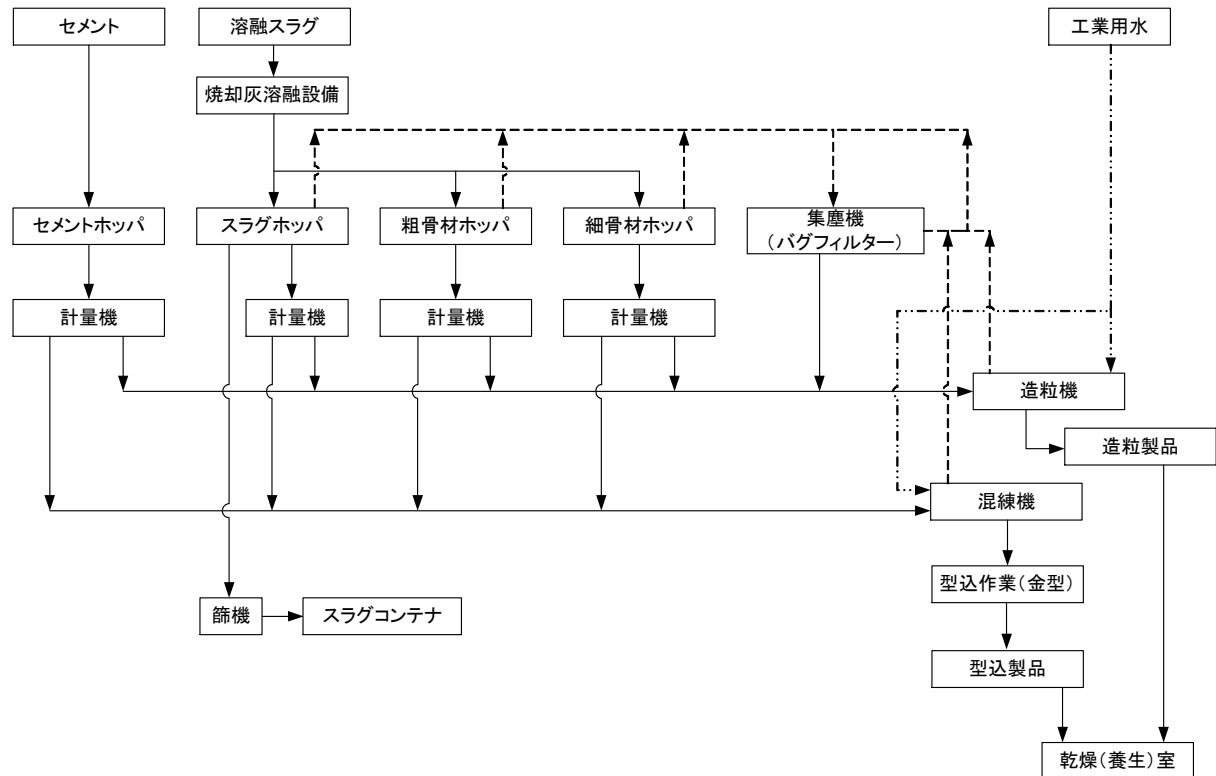 セメント
溶融スラグ
工業用水
焼却灰溶融設備
セメントホッパ
スラグホッパ
粗骨材ホッパ
細骨材ホッパ
集塵機
（バグフィルター）
計量機
計量機
計量機
計量機
造粒機
造粒製品
混練機
型込作業（金型）
篩機
スラグコンテナ
型込製品
乾燥（養生）室